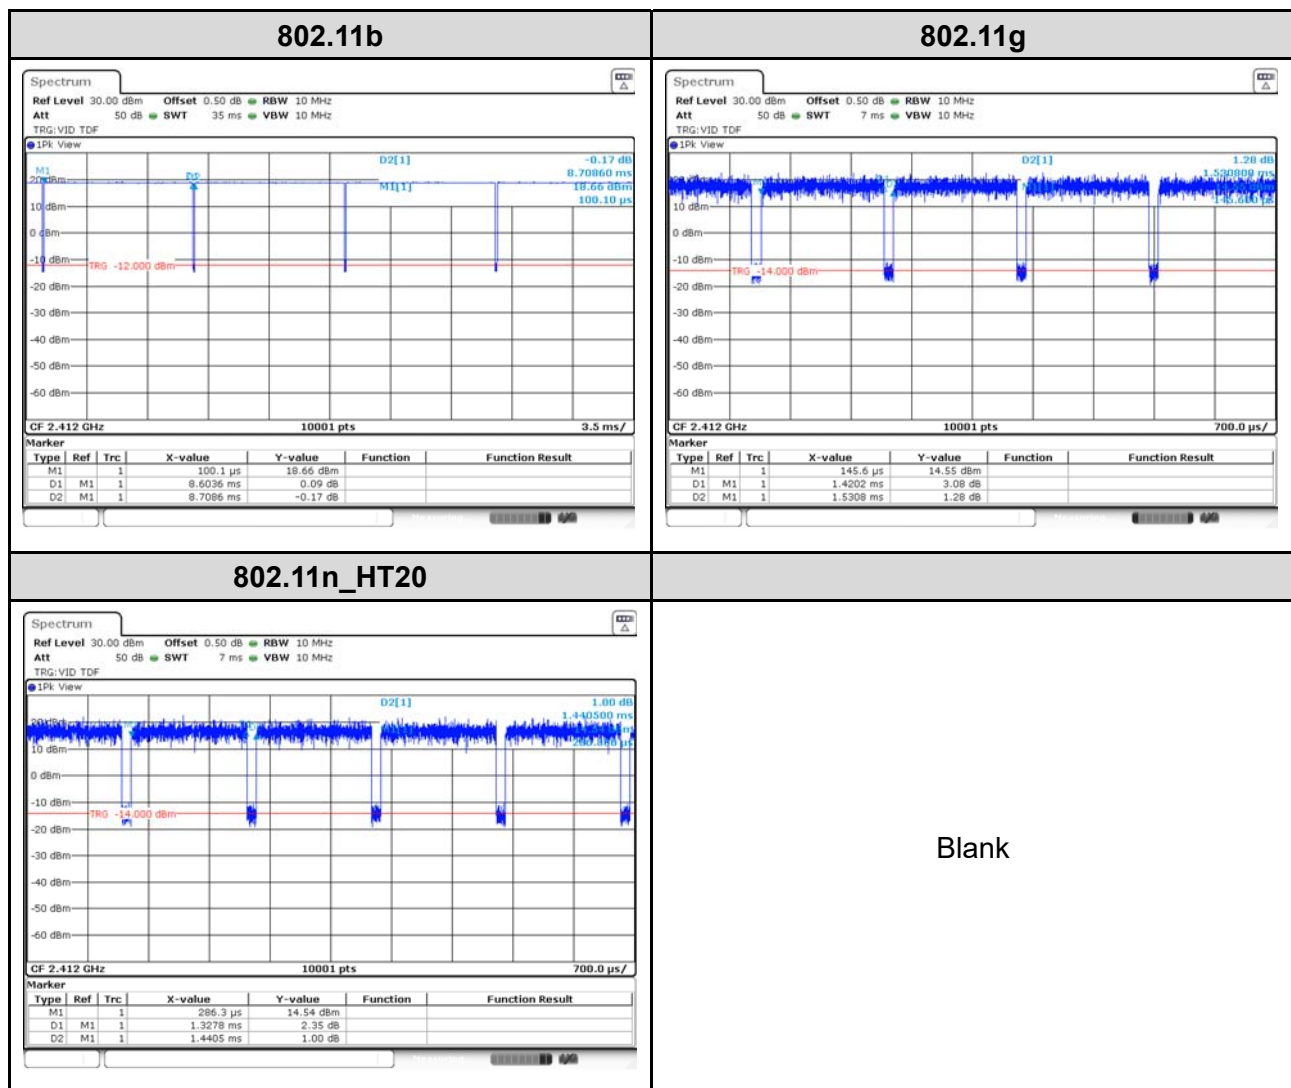 802.11b
802.11g
Spectrum
Ref Level 30.00 dBm Offset 0.50 dB RBW 10 MHz
Att 50 dB SWT 35 ms VBW 10 MHz
TRG:VID TDF
1Pk View
D2[1] -0.17 dB
8.70860 ms
M1[1] 18.66 dBm
100.10 µs
M1
10 dBm
0 dBm
-10 dBm
TRG -12.000 dBm
-20 dBm
-30 dBm
-40 dBm
-50 dBm
-60 dBm
CF 2.412 GHz 10001 pts 3.5 ms/
Marker
Type Ref Trc X-value Y-value Function Function Result
M1 1 100.1 µs 18.66 dBm
D1 M1 1 8.6036 ms 0.09 dB
D2 M1 1 8.7086 ms -0.17 dB
Spectrum
Ref Level 30.00 dBm Offset 0.50 dB RBW 10 MHz
Att 50 dB SWT 7 ms VBW 10 MHz
TRG:VID TDF
1Pk View
D2[1] 1.28 dB
1.530800 ms
10 dBm
0 dBm
-10 dBm
TRG -14.000 dBm
-20 dBm
-30 dBm
-40 dBm
-50 dBm
-60 dBm
CF 2.412 GHz 10001 pts 700.0 µs/
Marker
Type Ref Trc X-value Y-value Function Function Result
M1 1 145.6 µs 14.55 dBm
D1 M1 1 1.4202 ms 3.08 dB
D2 M1 1 1.5308 ms 1.28 dB
802.11n_HT20
Spectrum
Ref Level 30.00 dBm Offset 0.50 dB RBW 10 MHz
Att 50 dB SWT 7 ms VBW 10 MHz
TRG:VID TDF
1Pk View
D2[1] 1.00 dB
1.440500 ms
10 dBm
0 dBm
-10 dBm
TRG -14.000 dBm
-20 dBm
-30 dBm
-40 dBm
-50 dBm
-60 dBm
CF 2.412 GHz 10001 pts 700.0 µs/
Marker
Type Ref Trc X-value Y-value Function Function Result
M1 1 286.3 µs 14.54 dBm
D1 M1 1 1.3278 ms 2.35 dB
D2 M1 1 1.4405 ms 1.00 dB
Blank